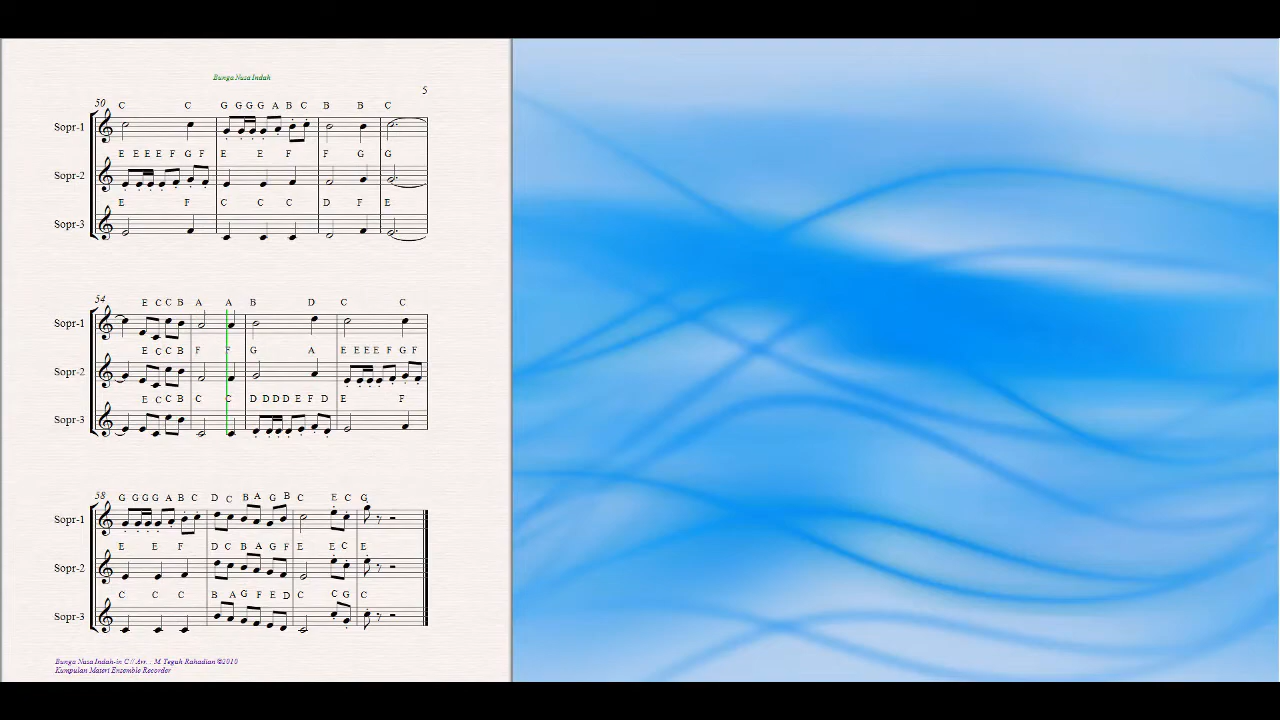 Bunga Nusa Indah
5
50 C C G G G G A B C B B C
Sopr-1
E E E E F G F E E F F G G
Sopr-2
E F C C C D F E
Sopr-3
54 E C C B A A B D C C
Sopr-1
E C C B F F G A E E E E F G F
Sopr-2
E C C B C C D D D D E F D E F
Sopr-3
58 G G G G A B C D C B A G B C E C G
Sopr-1
E E F D C B A G F E E C E
Sopr-2
C C C B A G F E D C C G C
Sopr-3
Bunga Nusa Indah-in C // Arr. : M. Teguh Rahadian ©2010
Kumpulan Materi Ensemble Recorder